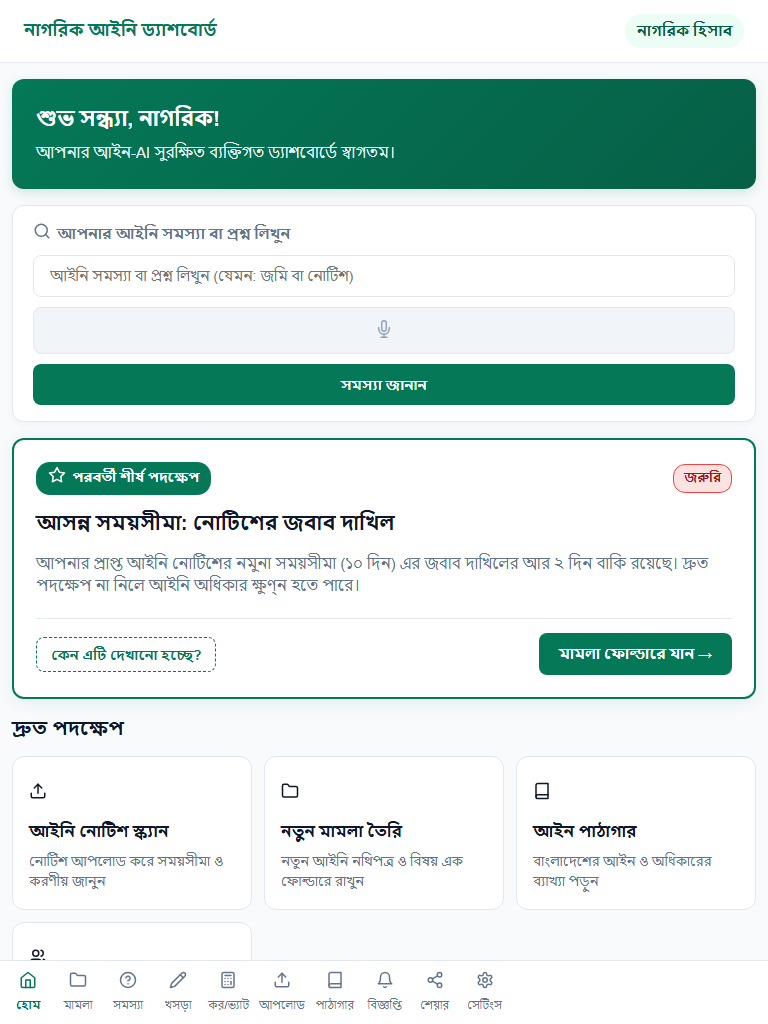 নাগরিক আইনি ড্যাশবোর্ড
নাগরিক হিসাব
শুভ সন্ধ্যা, নাগরিক!
আপনার আইন-AI সুরক্ষিত ব্যক্তিগত ড্যাশবোর্ডে স্বাগতম।
আপনার আইনি সমস্যা বা প্রশ্ন লিখুন
আইনি সমস্যা বা প্রশ্ন লিখুন (যেমন: জমি বা নোটিশ)
সমস্যা জানান
পরবর্তী শীর্ষ পদক্ষেপ
জরুরি
আসন্ন সময়সীমা: নোটিশের জবাব দাখিল
আপনার প্রাপ্ত আইনি নোটিশের নমুনা সময়সীমা (১০ দিন) এর জবাব দাখিলের আর ২ দিন বাকি রয়েছে। দ্রুত
পদক্ষেপ না নিলে আইনি অধিকার ক্ষুণ্ন হতে পারে।
কেন এটি দেখানো হচ্ছে?
মামলা ফোল্ডারে যান →
দ্রুত পদক্ষেপ
আইনি নোটিশ স্ক্যান
নোটিশ আপলোড করে সময়সীমা ও
করণীয় জানুন
নতুন মামলা তৈরি
নতুন আইনি নথিপত্র ও বিষয় এক
ফোল্ডারে রাখুন
আইন পাঠাগার
বাংলাদেশের আইন ও অধিকারের
ব্যাখ্যা পড়ুন
হোম
মামলা
সমস্যা
খসড়া
কর/ভ্যাট
আপলোড
পাঠাগার
বিজ্ঞপ্তি
শেয়ার
সেটিংস